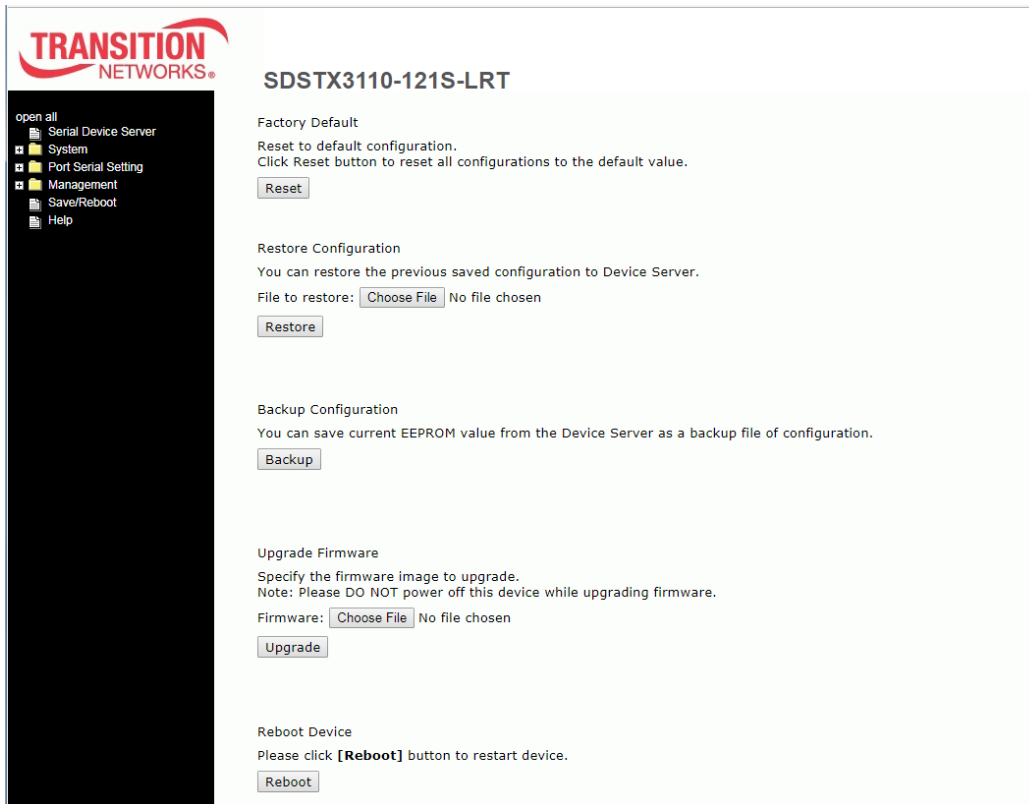 TRANSITION
NETWORKS®
SDSTX3110-121S-LRT
open all
Serial Device Server
System
Port Serial Setting
Management
Save/Reboot
Help
Factory Default
Reset to default configuration.
Click Reset button to reset all configurations to the default value.
Reset
Restore Configuration
You can restore the previous saved configuration to Device Server.
File to restore: Choose File No file chosen
Restore
Backup Configuration
You can save current EEPROM value from the Device Server as a backup file of configuration.
Backup
Upgrade Firmware
Specify the firmware image to upgrade.
Note: Please DO NOT power off this device while upgrading firmware.
Firmware: Choose File No file chosen
Upgrade
Reboot Device
Please click [Reboot] button to restart device.
Reboot